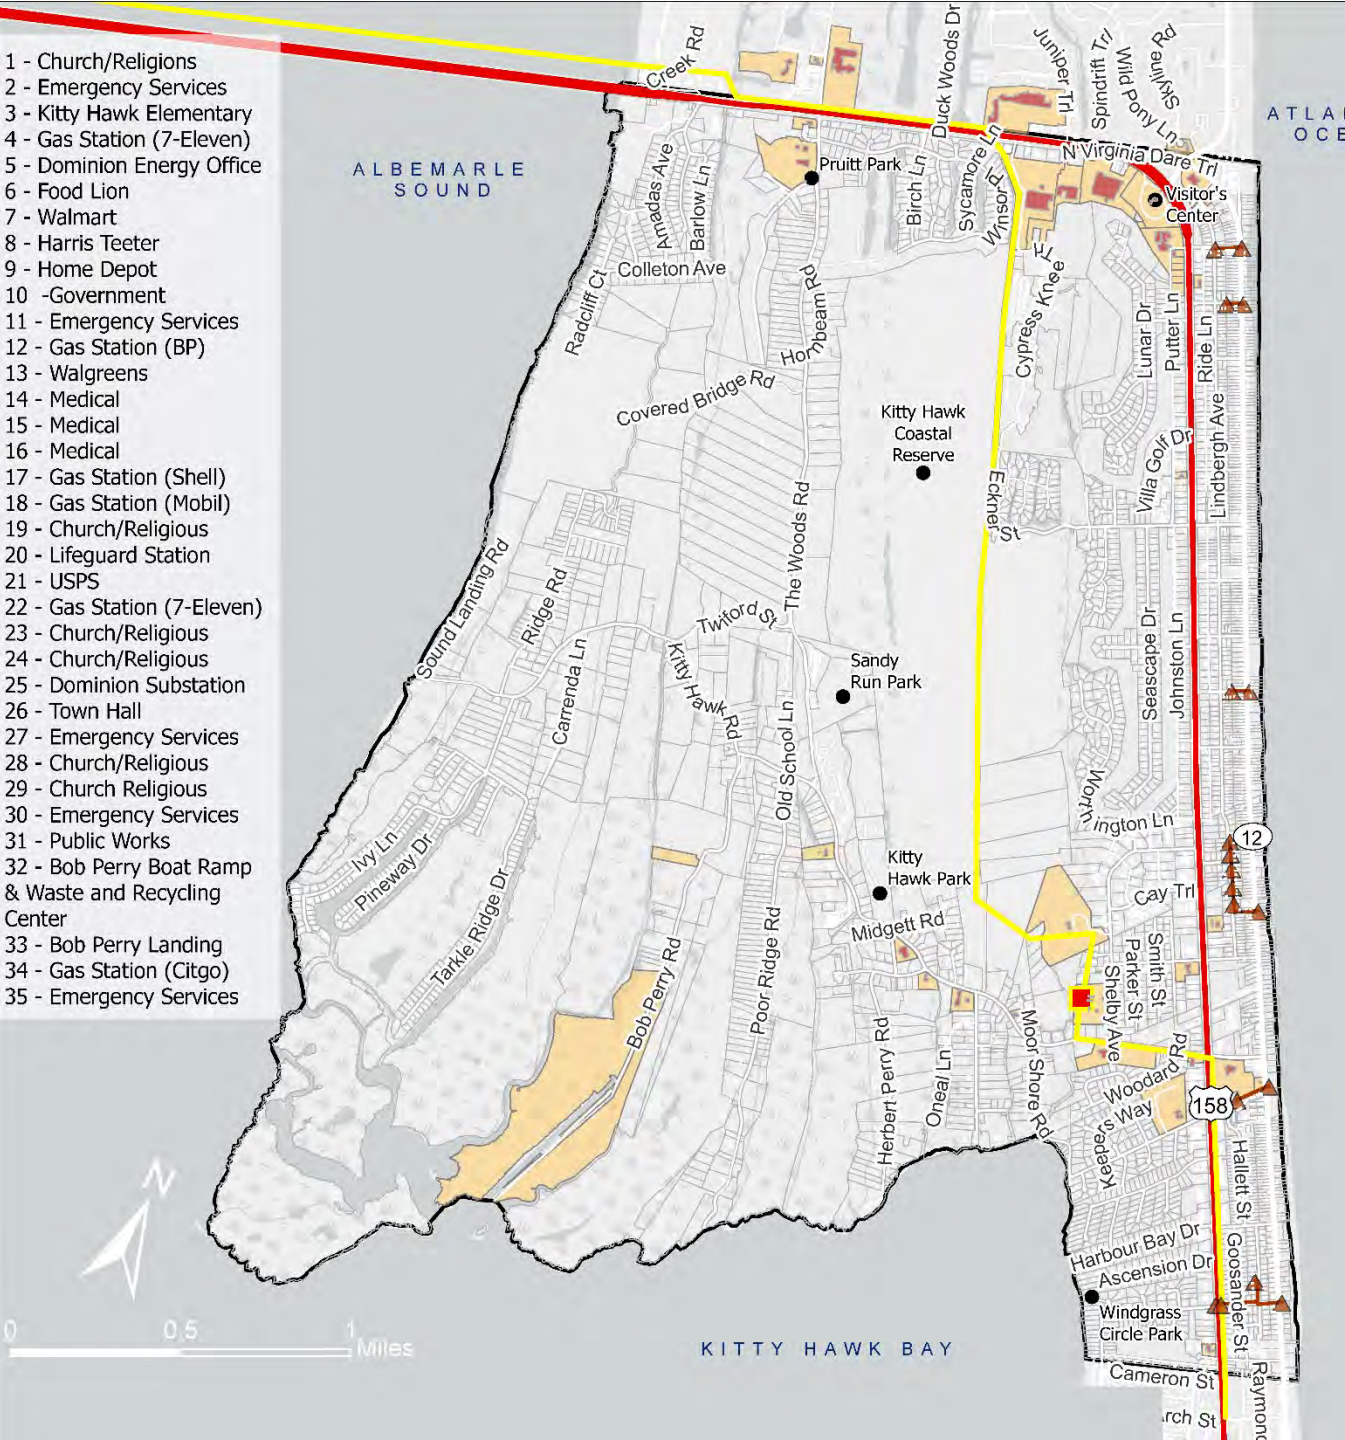 1 - Church/Religions
2 - Emergency Services
3 - Kitty Hawk Elementary
4 - Gas Station (7-Eleven)
5 - Dominion Energy Office
6 - Food Lion
7 - Walmart
8 - Harris Teeter
9 - Home Depot
10 -Government
11 - Emergency Services
12 - Gas Station (BP)
13 - Walgreens
14 - Medical
15 - Medical
16 - Medical
17 - Gas Station (Shell)
18 - Gas Station (Mobil)
19 - Church/Religious
20 - Lifeguard Station
21 - USPS
22 - Gas Station (7-Eleven)
23 - Church/Religious
24 - Church/Religious
25 - Dominion Substation
26 - Town Hall
27 - Emergency Services
28 - Church/Religious
29 - Church Religious
30 - Emergency Services
31 - Public Works
32 - Bob Perry Boat Ramp
& Waste and Recycling
Center
33 - Bob Perry Landing
34 - Gas Station (Citgo)
35 - Emergency Services
ALBEMARLE
SOUND
ATLA
OCE
Creek Rd
Duck Woods Dr
Juniper Trl
Spindrift Trl
Wild Pony Ln
Skyline Rd
N Virginia Dare Trl
Pruitt Park
Visitor's
Center
Amadas Ave
Barlow Ln
Birch Ln
Sycamore Ln
Winsor Pl
Colleton Ave
Radcliff Ct
Hornbeam Rd
Cypress Knee Tr
Lunar Dr
Putter Ln
Ride Ln
Covered Bridge Rd
Kitty Hawk
Coastal
Reserve
Villa Golf Dr
Lindbergh Ave
Eckner St
The Woods Rd
Sound Landing Rd
Ridge Rd
Carrenda Ln
Twiford St
Kitty Hawk Rd
Sandy
Run Park
Old School Ln
Seascape Dr
Johnston Ln
Worthington Ln
12
Ivy Ln
Pineway Dr
Tarkle Ridge Dr
Kitty
Hawk Park
Cay Trl
Midgett Rd
Bob Perry Rd
Poor Ridge Rd
Smith St
Parker St
Shelby Ave
Herbert Perry Rd
Oneal Ln
Moor Shore Rd
Woodard Rd
Keepers Way
158
Hallett St
Harbour Bay Dr
Ascension Dr
Goosander St
Windgrass
Circle Park
N
0 0.5 1
Miles
KITTY HAWK BAY
Cameron St
rch St
Raymon